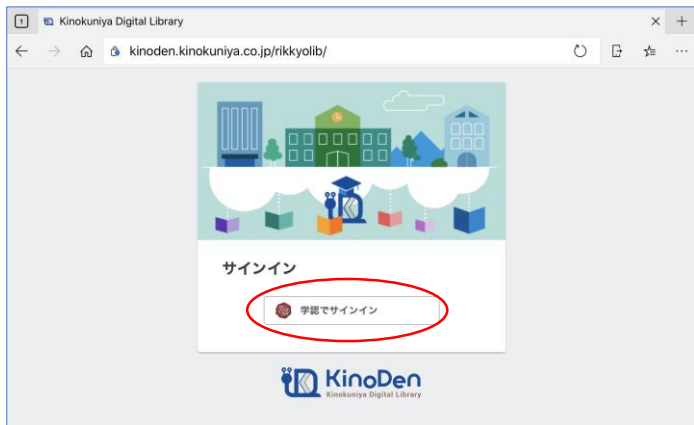 1
Kinokuniya Digital Library
kinoden.kinokuniya.co.jp/rikkyolib/
サインイン
学認でサインイン
KinoDen
Kinokuniya Digital Library